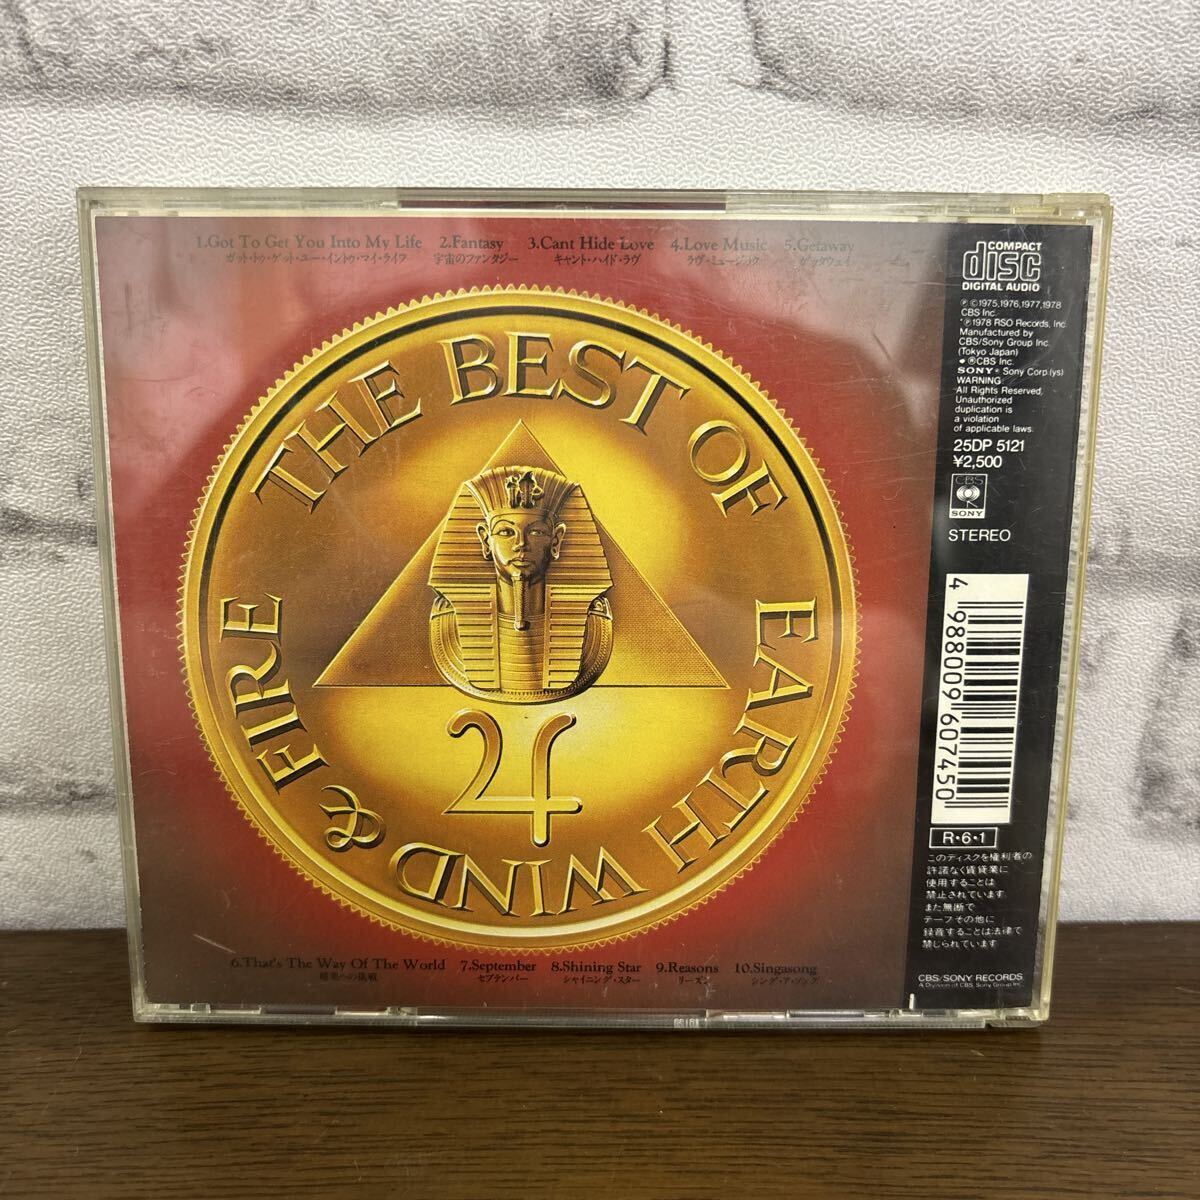 1.Got To Get You Into My Life 2.Fantasy 3.Cant Hide Love 4.Love Music 5.Getaway
ガット・トゥ・ゲット・ユー・イントゥ・マイ・ライフ 宇宙のファンタジー キャント・ハイド・ラヴ ラヴ・ミュージック ゲッタウェイ
THE BEST OF EARTH WIND & FIRE
6.That's The Way Of The World 7.September 8.Shining Star 9.Reasons 10.Singasong
暗黒への挑戦 セプテンバー シャイニング・スター リーズン シング・ア・ソング
COMPACT
disc
DIGITAL AUDIO
Ⓟ©1975,1976,1977,1978
CBS Inc.
*Ⓟ1978 RSO Records, Inc.
Manufactured by
CBS/Sony Group Inc.
(Tokyo Japan)
● ®CBS Inc.
SONY® Sony Corp.(ys)
WARNING:
All Rights Reserved.
Unauthorized
duplication is
a violation
of applicable laws.
25DP 5121
¥2,500
CBS
SONY
STEREO
4 988009 607450
R・6・1
このディスクを権利者の
許諾なく賃貸業に
使用することは
禁止されています
また無断で
テープその他に
録音することは法律で
禁じられています
CBS/SONY RECORDS
A Division of CBS Sony Group Inc.